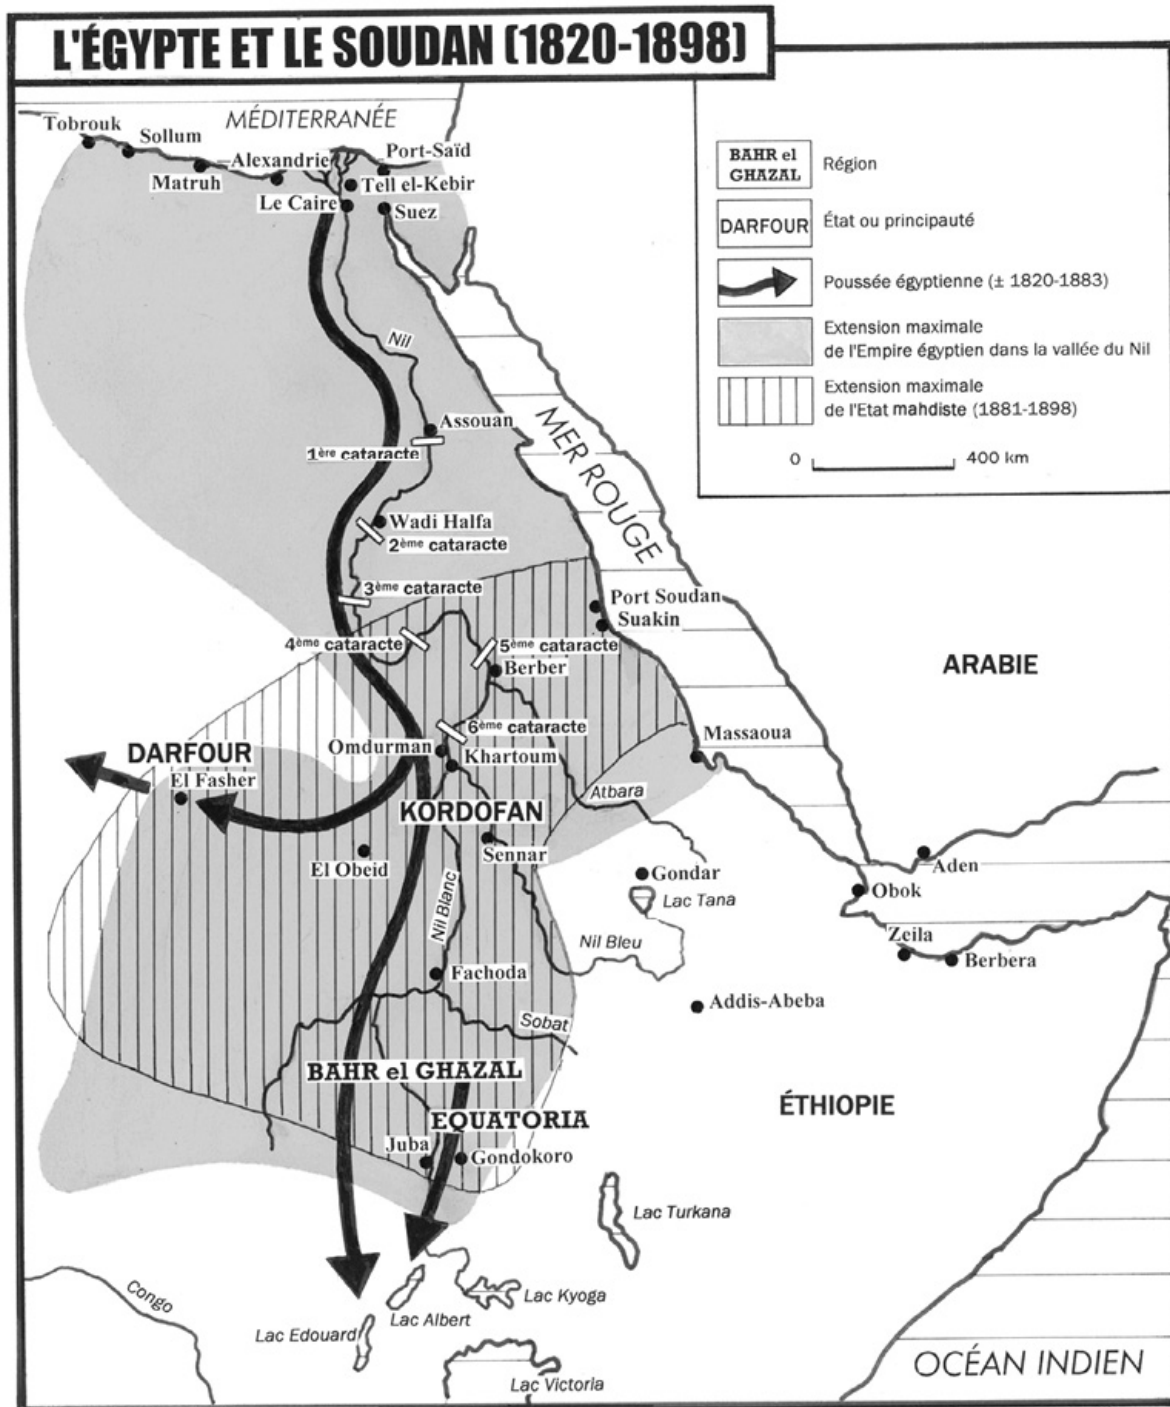 L'ÉGYPTE ET LE SOUDAN (1820-1898)
MÉDITERRANÉE
Tobrouk
Sollum
Matruh
Alexandrie
Port-Saïd
Tell el-Kebir
Le Caire
Suez
BAHR el
GHAZAL
Région
DARFOUR
État ou principauté
Poussée égyptienne (± 1820-1883)
Extension maximale
de l'Empire égyptien dans la vallée du Nil
Extension maximale
de l'Etat mahdiste (1881-1898)
0 400 km
Nil
Assouan
1ère cataracte
MER ROUGE
Wadi Halfa
2ème cataracte
3ème cataracte
Port Soudan
Suakin
4ème cataracte
5ème cataracte
Berber
ARABIE
6ème cataracte
Massaoua
DARFOUR
Omdurman
Khartoum
El Fasher
Atbara
KORDOFAN
Sennar
El Obeid
Gondar
Aden
Lac Tana
Obok
Nil Blanc
Nil Bleu
Zeila
Berbera
Fachoda
Addis-Abeba
Sobat
BAHR el GHAZAL
ÉTHIOPIE
EQUATORIA
Juba
Gondokoro
Lac Turkana
Congo
Lac Kyoga
Lac Albert
Lac Edouard
Lac Victoria
OCÉAN INDIEN